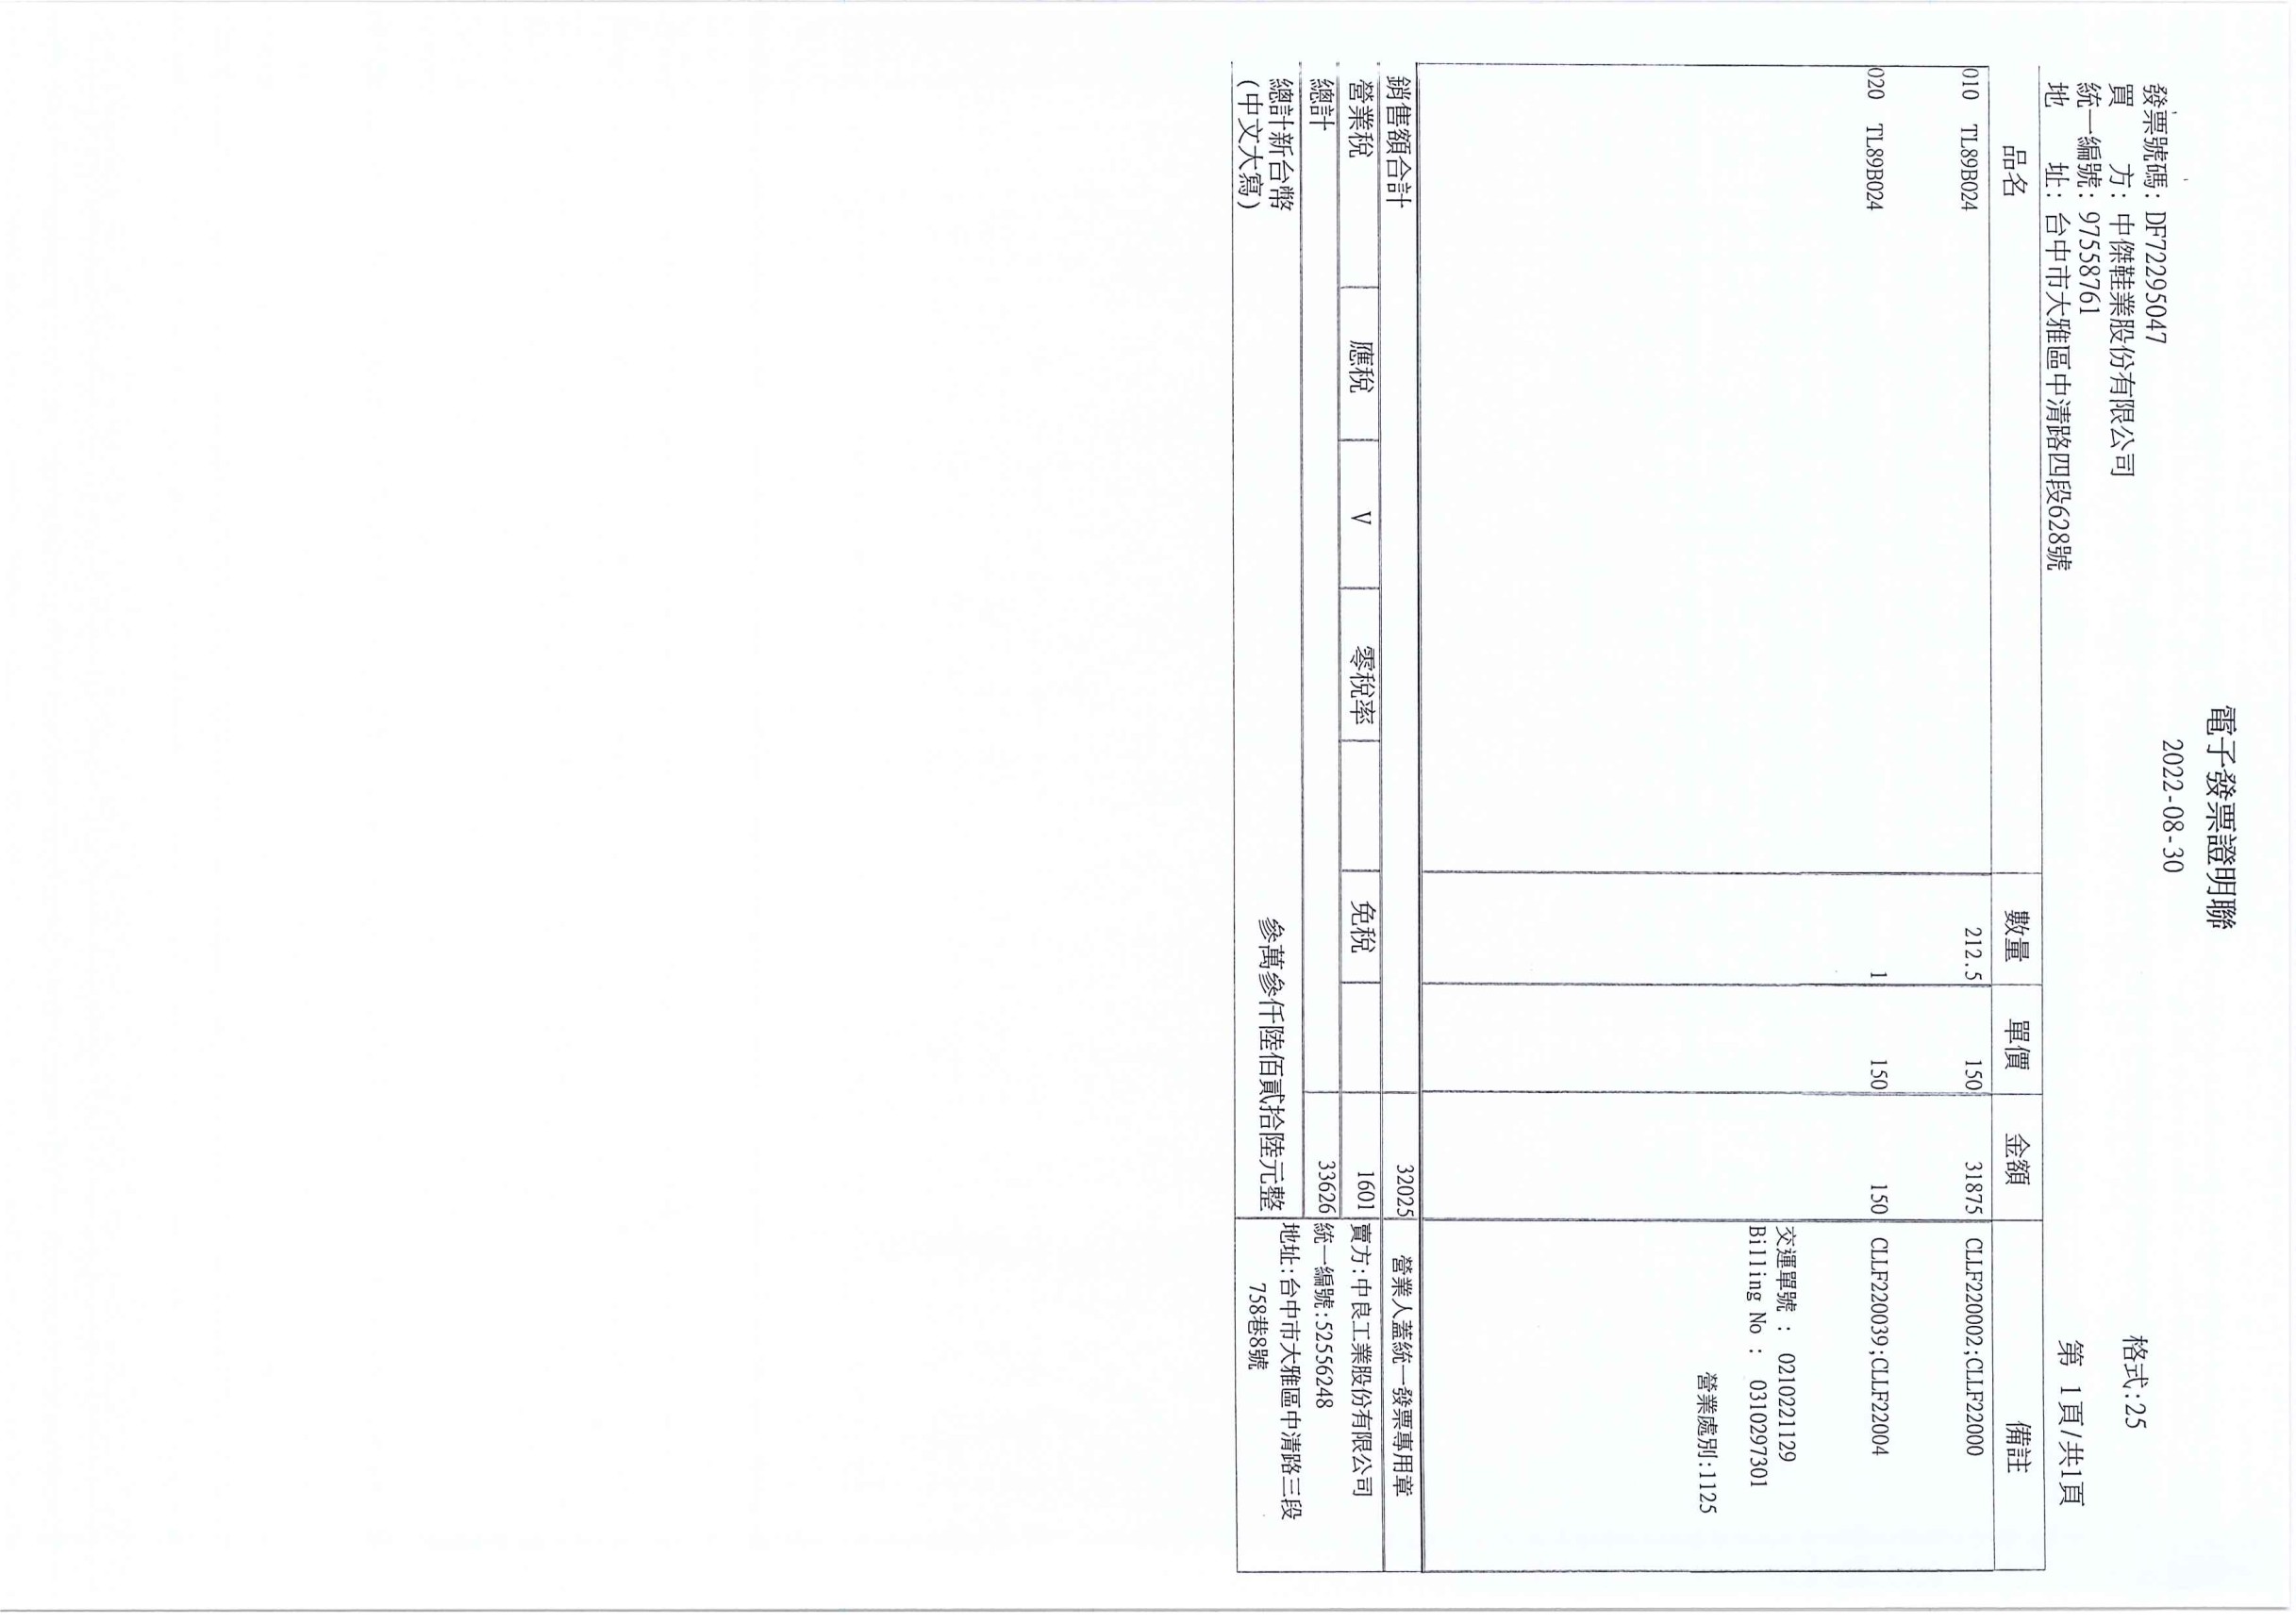 電子發票證明聯
2022-08-30
發票號碼: DF72295047
買 方: 中傑鞋業股份有限公司
格式:25
統一編號: 97558761
地 址: 台中市大雅區中清路四段628號
第 1頁/共1頁
品名 數量 單價 金額 備註
010 TL89B024 212.5 150 31875 CLLF220002;CLLF22000
020 TL89B024 1 150 150 CLLF220039;CLLF22004
交運單號 : 0210221129
Billing No : 0310297301
營業處別:1125
銷售額合計 32025 營業人蓋統一發票專用章
營業稅 應稅 V 零稅率 免稅 1601 賣方:中良工業股份有限公司
總計 33626 統一編號:52556248
總計新台幣 參萬參仟陸佰貳拾陸元整 地址:台中市大雅區中清路三段
(中文大寫) 758巷8號